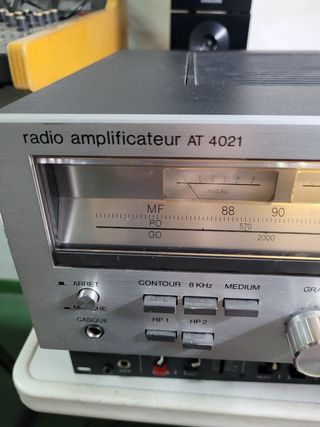 radio amplificateur AT 4021
NIVEAU
MF 88 90
PO 570
GO 2000
ARRET
CONTOUR 8 KHz MEDIUM
MARCHE
HP 1 HP 2
CASQUE